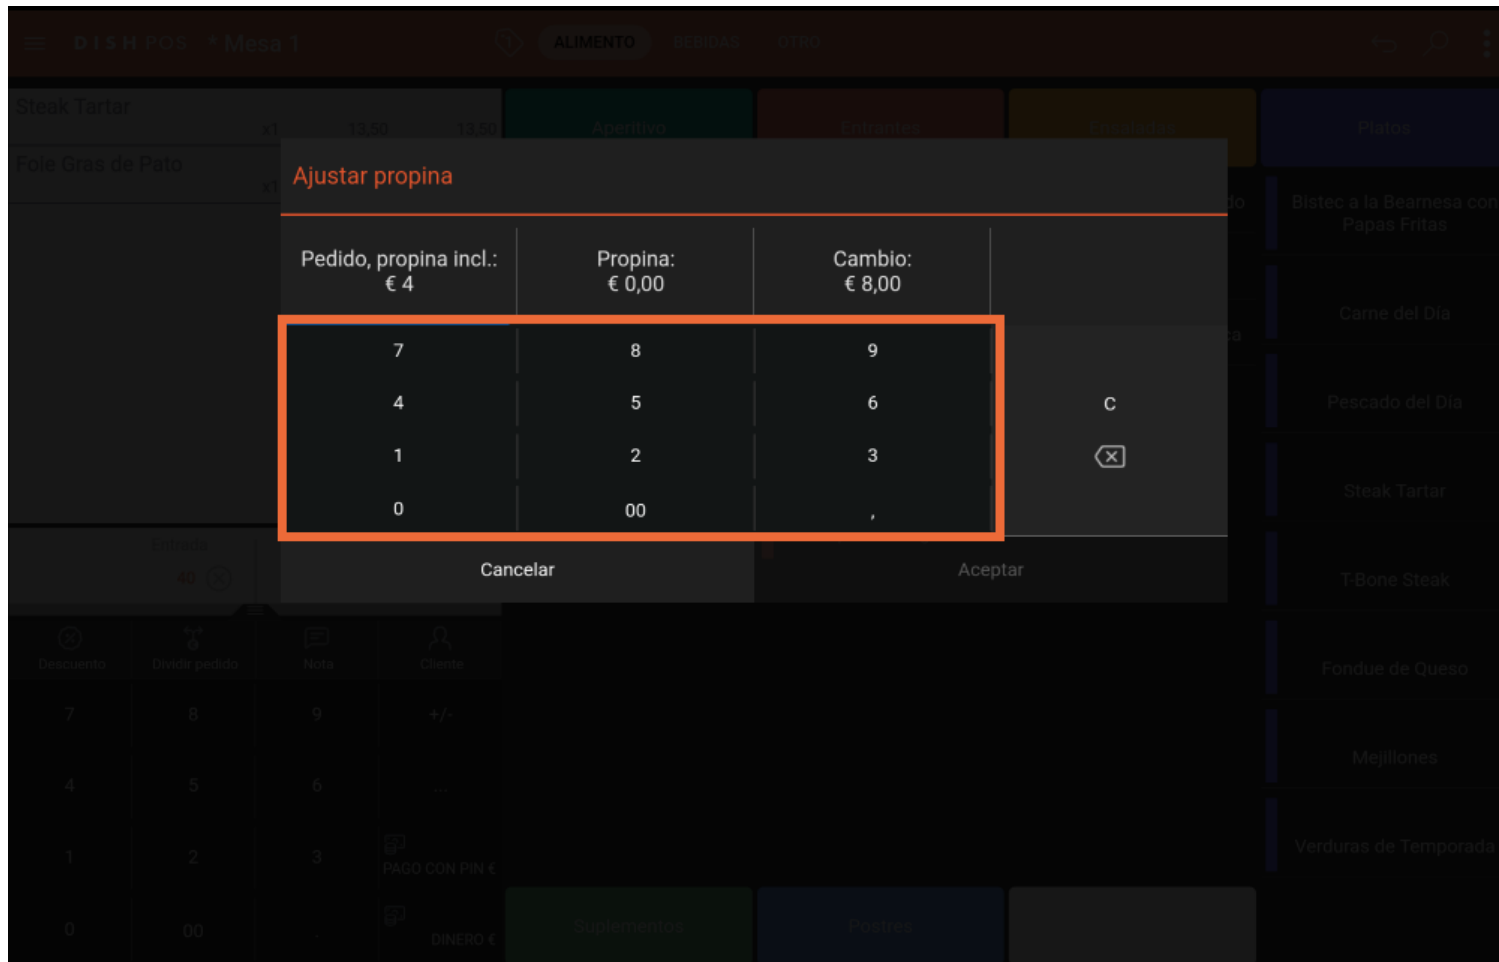 DISH POS * Mesa 1
ALIMENTO BEBIDAS OTRO
Steak Tartar
x1 13,50 13,50
Foie Gras de Pato
x1
Aperitivo
Entrantes
Platos
Ajustar propina
Pedido, propina incl.:
€ 4
Propina:
€ 0,00
Cambio:
€ 8,00
7 8 9
4 5 6 C
1 2 3
0 00 ,
Cancelar Aceptar
do
ca
Bistec a la Bearnesa con
Papas Fritas
Carne del Día
Pescado del Día
Steak Tartar
T-Bone Steak
Fondue de Queso
Mejillones
Verduras de Temporada
Entrada
40
Descuento Dividir pedido Nota Cliente
7 8 9 +/-
4 5 6 ...
1 2 3 PAGO CON PIN €
0 00 . DINERO €
Suplementos Postres